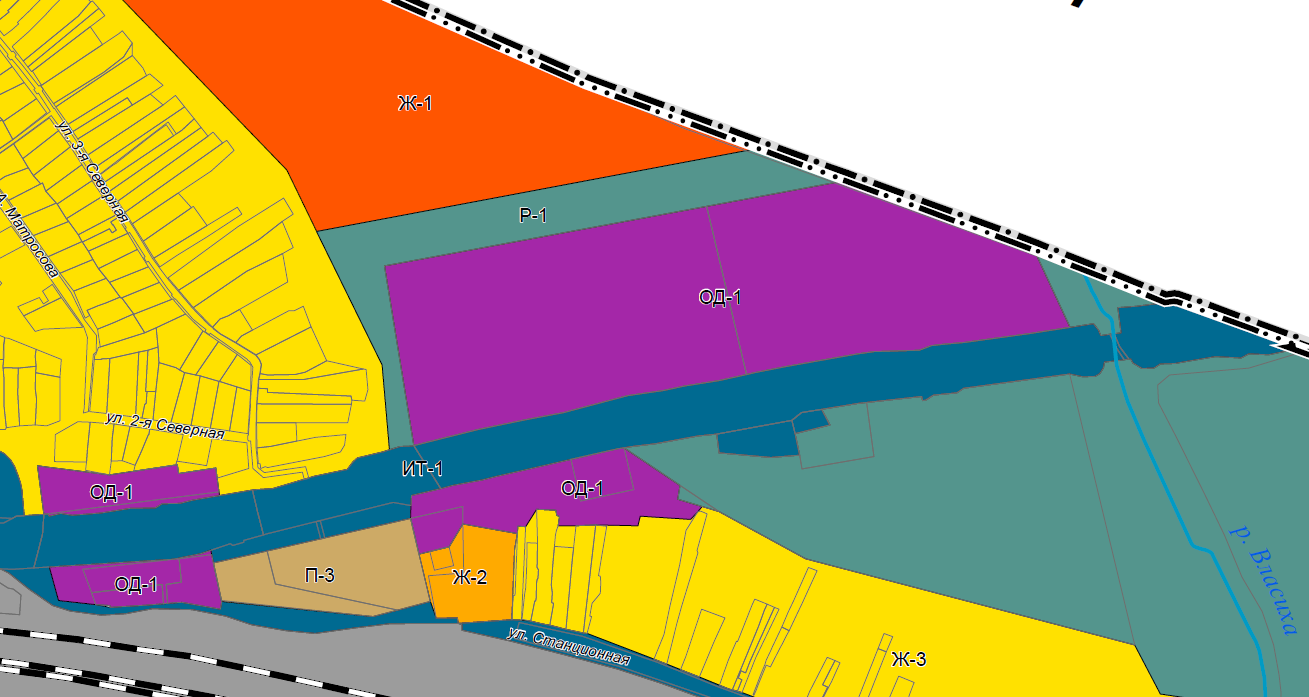 Ж-1
ул. 3-я Северная
Р-1
А. Матросова
ОД-1
ул. 2-я Северная
ИТ-1
ОД-1
ОД-1
р. Власиха
П-3
Ж-2
ОД-1
ул. Станционная
Ж-3